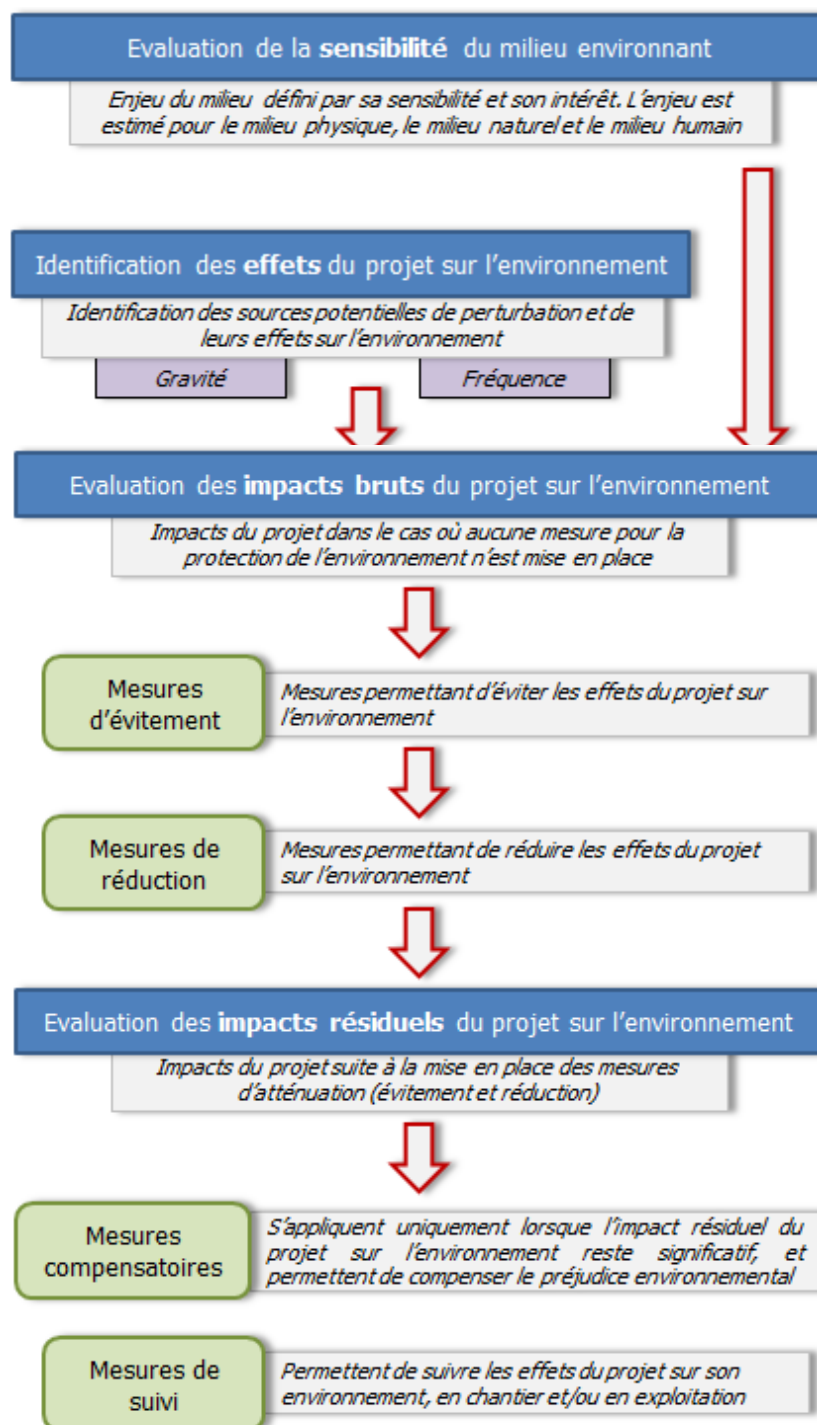 Evaluation de la sensibilité du milieu environnant
Enjeu du milieu défini par sa sensibilité et son intérêt. L'enjeu est
estimé pour le milieu physique, le milieu naturel et le milieu humain
Identification des effets du projet sur l'environnement
Identification des sources potentielles de perturbation et de
leurs effets sur l'environnement
Gravité
Fréquence
Evaluation des impacts bruts du projet sur l'environnement
Impacts du projet dans le cas où aucune mesure pour la
protection de l'environnement n'est mise en place
Mesures
d'évitement
Mesures permettant d'éviter les effets du projet sur
l'environnement
Mesures de
réduction
Mesures permettant de réduire les effets du projet
sur l'environnement
Evaluation des impacts résiduels du projet sur l'environnement
Impacts du projet suite à la mise en place des mesures
d'atténuation (évitement et réduction)
Mesures
compensatoires
S'appliquent uniquement lorsque l'impact résiduel du
projet sur l'environnement reste significatif, et
permettent de compenser le préjudice environnemental
Mesures de
suivi
Permettent de suivre les effets du projet sur son
environnement, en chantier et/ou en exploitation